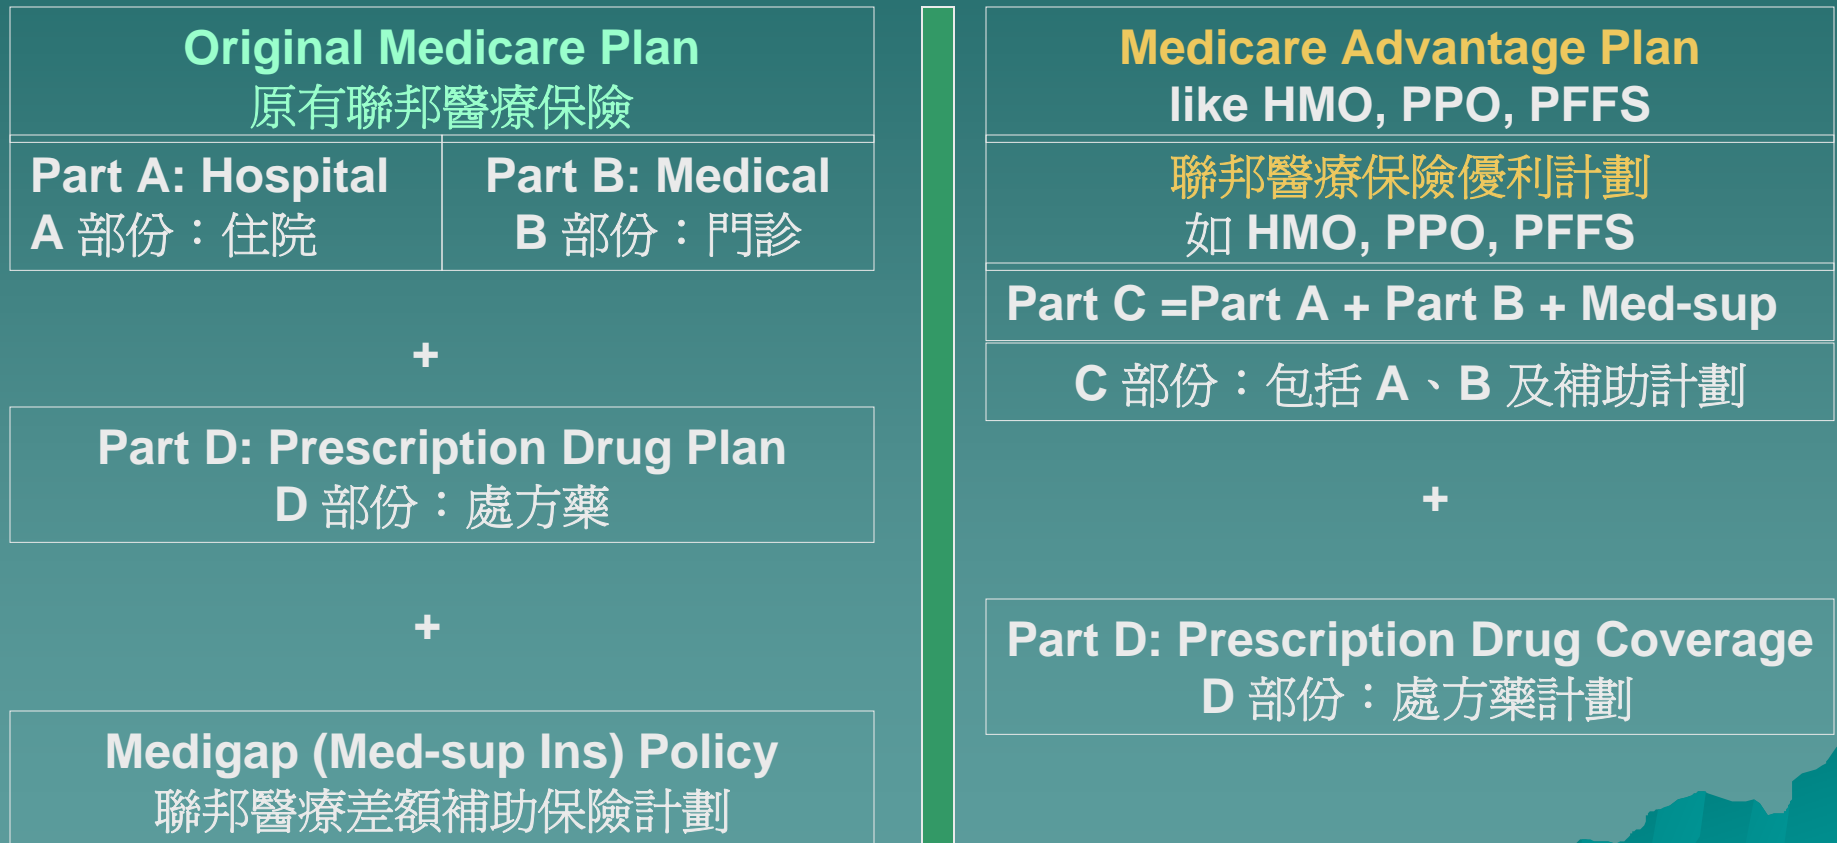 Original Medicare Plan
原有聯邦醫療保險
Part A: Hospital
A 部份：住院
Part B: Medical
B 部份：門診
+
Part D: Prescription Drug Plan
D 部份：處方藥
+
Medigap (Med-sup Ins) Policy
聯邦醫療差額補助保險計劃
Medicare Advantage Plan
like HMO, PPO, PFFS
聯邦醫療保險優利計劃
如 HMO, PPO, PFFS
Part C =Part A + Part B + Med-sup
C 部份：包括 A、B 及補助計劃
+
Part D: Prescription Drug Coverage
D 部份：處方藥計劃